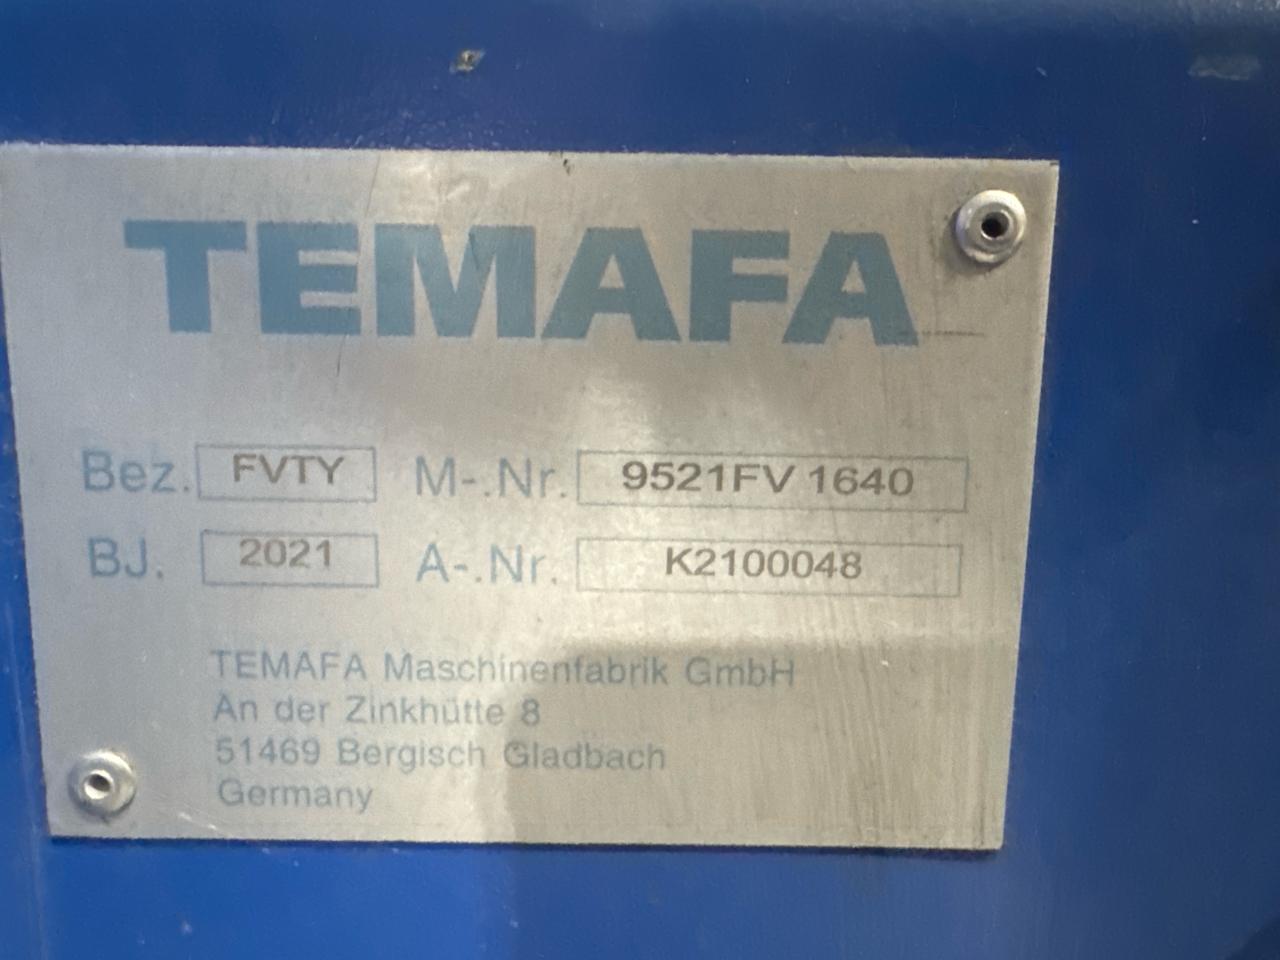 TEMAFA
Bez. FVTY M-.Nr. 9521FV 1640
BJ. 2021 A-.Nr. K2100048
TEMAFA Maschinenfabrik GmbH
An der Zinkhütte 8
51469 Bergisch Gladbach
Germany